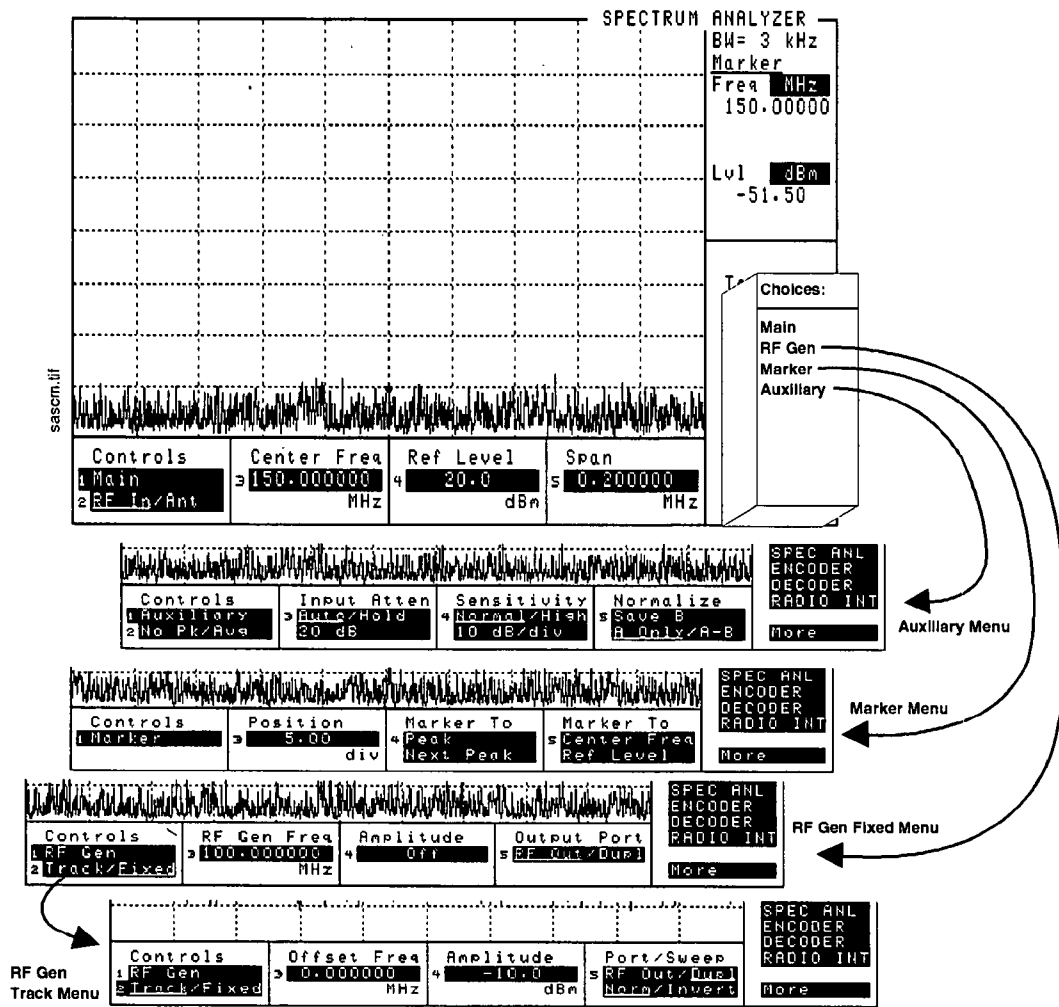 SPECTRUM ANALYZER
BW= 3 kHz
Marker
Freq MHz
150.00000
Lvl dBm
-51.50
Choices:
Main
RF Gen
Marker
Auxiliary
sascrn.tif
Controls Center Freq Ref Level Span
1 Main 3 150.000000 4 20.0 5 0.200000
2 RF In/Ant MHz dBm MHz
SPEC ANL
ENCODER
DECODER
RADIO INT
More
Controls Input Atten Sensitivity Normalize
1 Auxiliary 3 Auto/Hold 4 Normal/High 5 Save B
2 No Pk/Avg 20 dB 10 dB/div A Only/A-B
Auxiliary Menu
SPEC ANL
ENCODER
DECODER
RADIO INT
More
Controls Position Marker To Marker To
1 Marker 3 5.00 4 Peak 5 Center Freq
div Next Peak Ref Level
Marker Menu
SPEC ANL
ENCODER
DECODER
RADIO INT
More
Controls RF Gen Freq Amplitude Output Port
1 RF Gen 3 100.000000 4 Off 5 RF Out/Dupl
2 Track/Fixed MHz
RF Gen Fixed Menu
SPEC ANL
ENCODER
DECODER
RADIO INT
More
Controls Offset Freq Amplitude Port/Sweep
1 RF Gen 3 0.000000 4 -10.0 5 RF Out/Dupl
2 Track/Fixed MHz dBm Norm/Invert
RF Gen
Track Menu